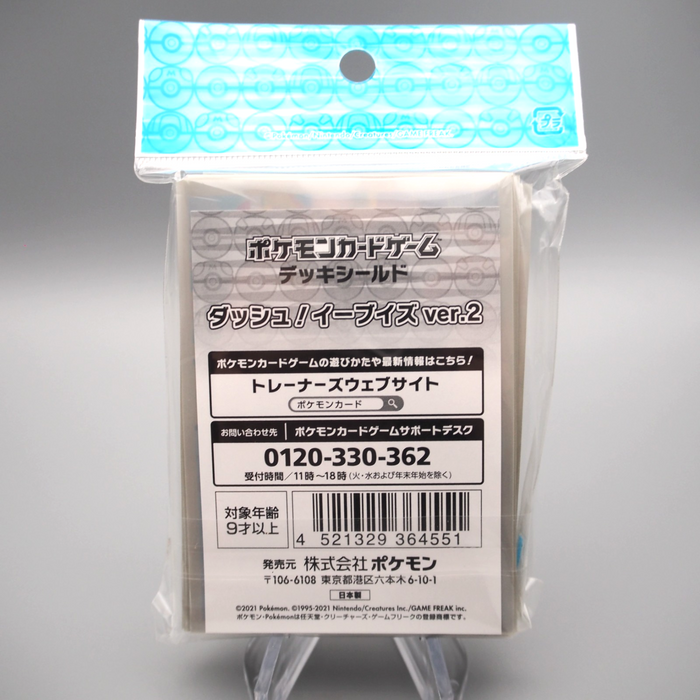 プラ
ポケモンカードゲーム
デッキシールド
ダッシュ!イーブイズ ver.2
ポケモンカードゲームの遊びかたや最新情報はこちら!
トレーナーズウェブサイト
ポケモンカード
お問い合わせ先 ポケモンカードゲームサポートデスク
0120-330-362
受付時間/11時~18時(火・水および年末年始を除く)
対象年齢
9才以上
4 521329 364551
発売元 株式会社ポケモン
〒106-6108 東京都港区六本木6-10-1
日本製
©2021 Pokémon. ©1995-2021 Nintendo/Creatures Inc./GAME FREAK inc.
ポケモン・Pokémonは任天堂・クリーチャーズ・ゲームフリークの登録商標です。